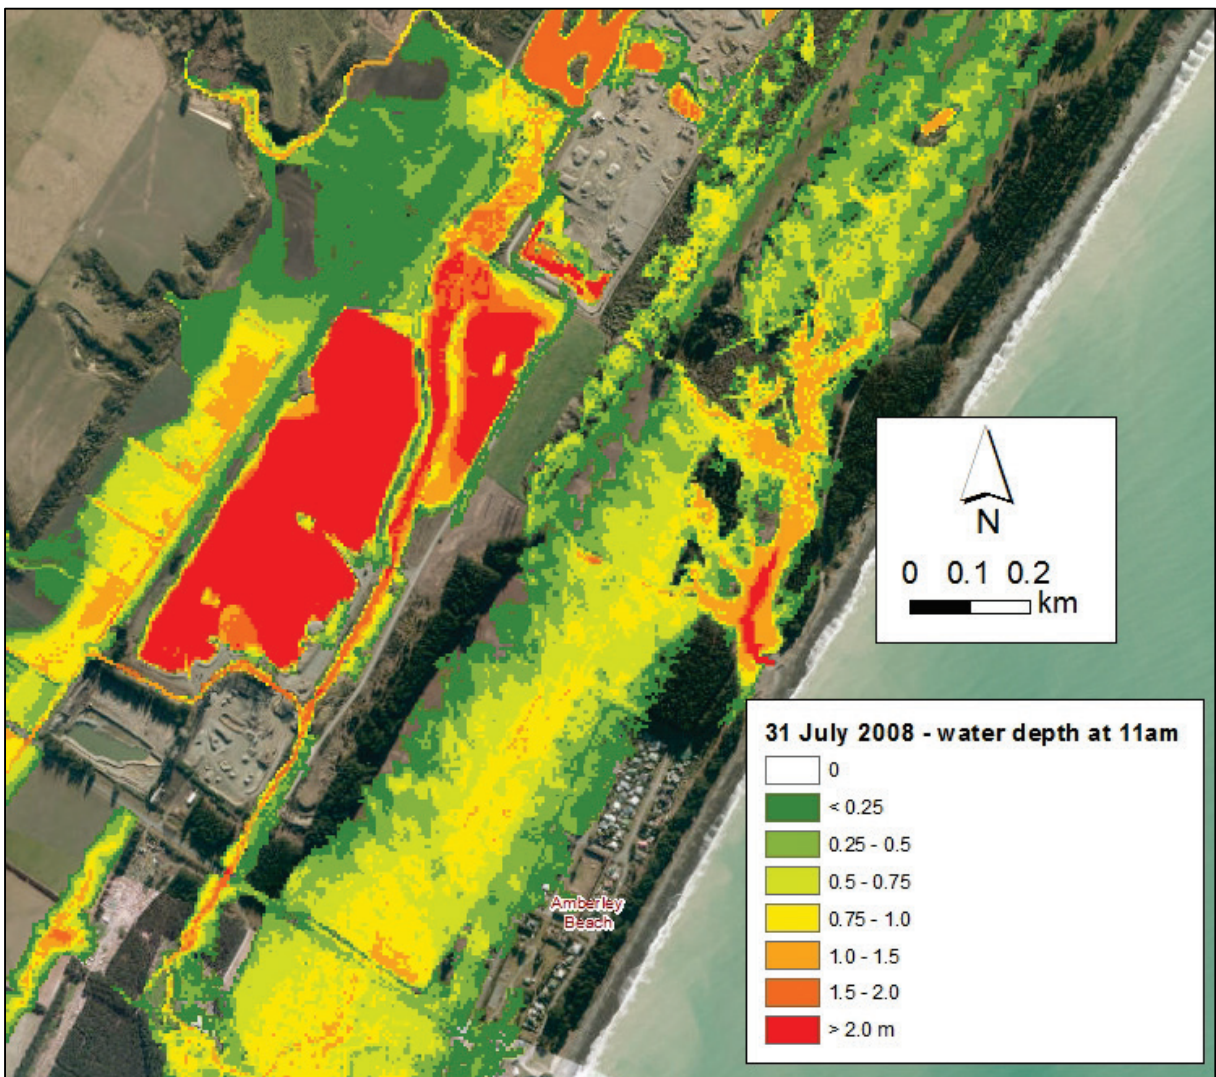 N
0 0.1 0.2
km
31 July 2008 - water depth at 11am
0
< 0.25
0.25 - 0.5
0.5 - 0.75
0.75 - 1.0
1.0 - 1.5
1.5 - 2.0
> 2.0 m
Amberley
Beach